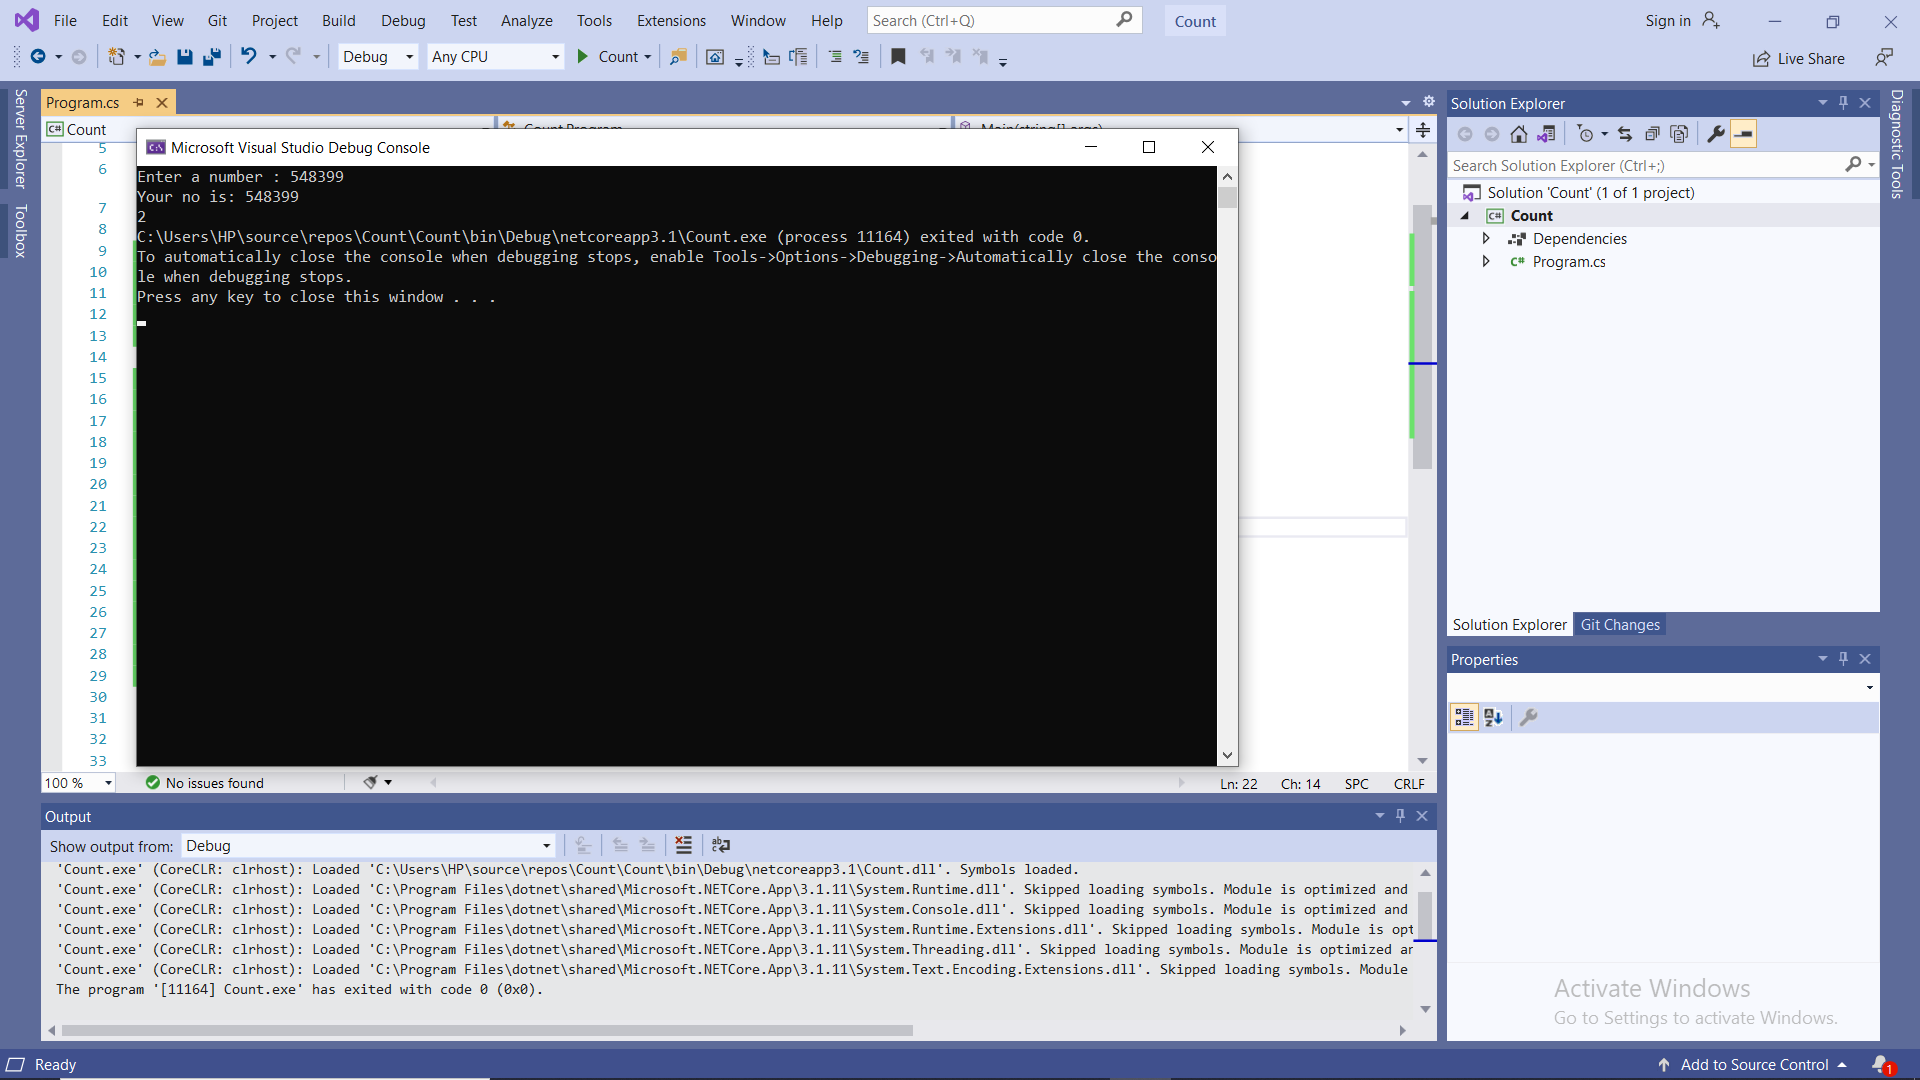 File Edit View Git Project Build Debug Test Analyze Tools Extensions Window Help Search (Ctrl+Q) Count Sign in
Debug Any CPU Count Live Share
Server Explorer
Toolbox
Program.cs
Count Count.Program Main(string[] args)
5
6
7
8
9
10
11
12
13
14
15
16
17
18
19
20
21
22
23
24
25
26
27
28
29
30
31
32
33
Microsoft Visual Studio Debug Console
Enter a number : 548399
Your no is: 548399
2
C:\Users\HP\source\repos\Count\Count\bin\Debug\netcoreapp3.1\Count.exe (process 11164) exited with code 0.
To automatically close the console when debugging stops, enable Tools->Options->Debugging->Automatically close the conso
le when debugging stops.
Press any key to close this window . . .
100 % No issues found Ln: 22 Ch: 14 SPC CRLF
Output
Show output from: Debug
'Count.exe' (CoreCLR: clrhost): Loaded 'C:\Users\HP\source\repos\Count\Count\bin\Debug\netcoreapp3.1\Count.dll'. Symbols loaded.
'Count.exe' (CoreCLR: clrhost): Loaded 'C:\Program Files\dotnet\shared\Microsoft.NETCore.App\3.1.11\System.Runtime.dll'. Skipped loading symbols. Module is optimized and
'Count.exe' (CoreCLR: clrhost): Loaded 'C:\Program Files\dotnet\shared\Microsoft.NETCore.App\3.1.11\System.Console.dll'. Skipped loading symbols. Module is optimized and
'Count.exe' (CoreCLR: clrhost): Loaded 'C:\Program Files\dotnet\shared\Microsoft.NETCore.App\3.1.11\System.Runtime.Extensions.dll'. Skipped loading symbols. Module is opt
'Count.exe' (CoreCLR: clrhost): Loaded 'C:\Program Files\dotnet\shared\Microsoft.NETCore.App\3.1.11\System.Threading.dll'. Skipped loading symbols. Module is optimized ar
'Count.exe' (CoreCLR: clrhost): Loaded 'C:\Program Files\dotnet\shared\Microsoft.NETCore.App\3.1.11\System.Text.Encoding.Extensions.dll'. Skipped loading symbols. Module
The program '[11164] Count.exe' has exited with code 0 (0x0).
Solution Explorer
Search Solution Explorer (Ctrl+;)
Solution 'Count' (1 of 1 project)
C# Count
Dependencies
C# Program.cs
Solution Explorer Git Changes
Properties
Diagnostic Tools
Activate Windows
Go to Settings to activate Windows.
Ready Add to Source Control 1